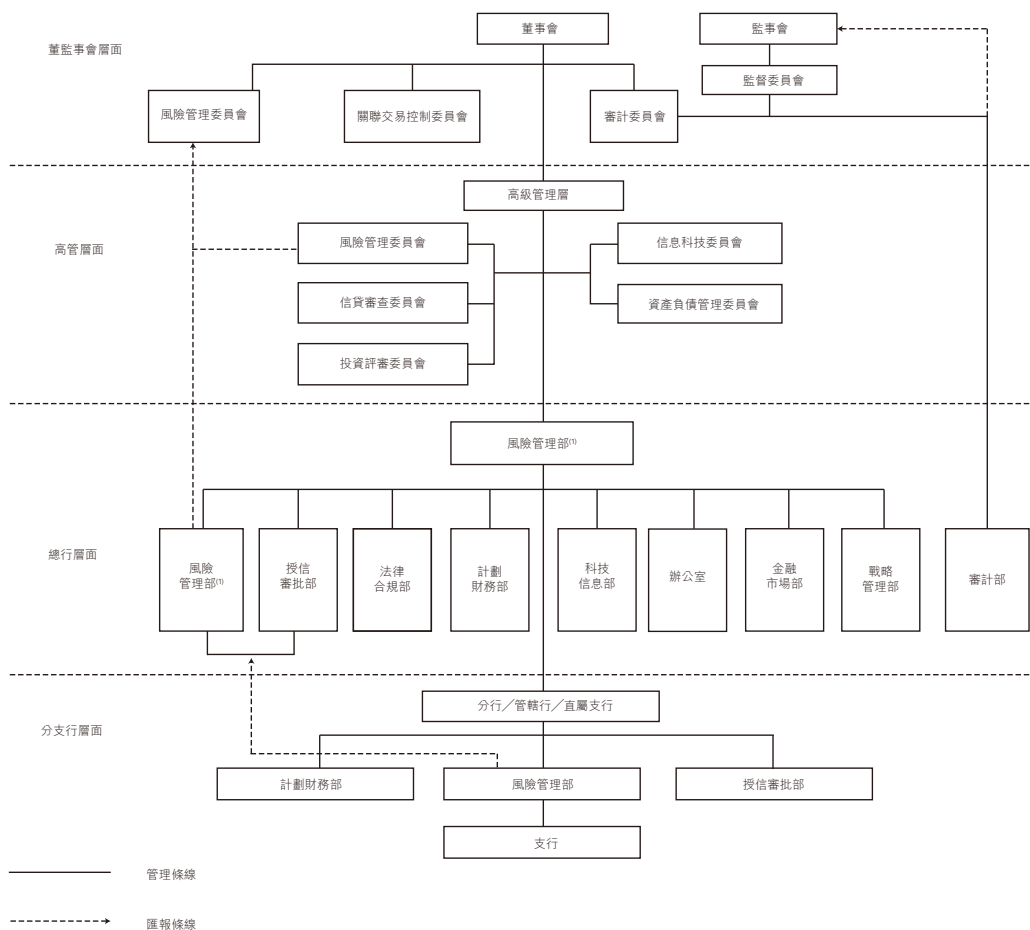 董事會
監事會
董監事會層面
監督委員會
風險管理委員會
關聯交易控制委員會
審計委員會
高級管理層
高管層面
風險管理委員會
信息科技委員會
信貸審查委員會
資產負債管理委員會
投資評審委員會
風險管理部(1)
總行層面
風險
管理部(1)
授信
審批部
法律
合規部
計劃
財務部
科技
信息部
辦公室
金融
市場部
戰略
管理部
審計部
分行／管轄行／直屬支行
分支行層面
計劃財務部
風險管理部
授信審批部
支行
管理條線
匯報條線